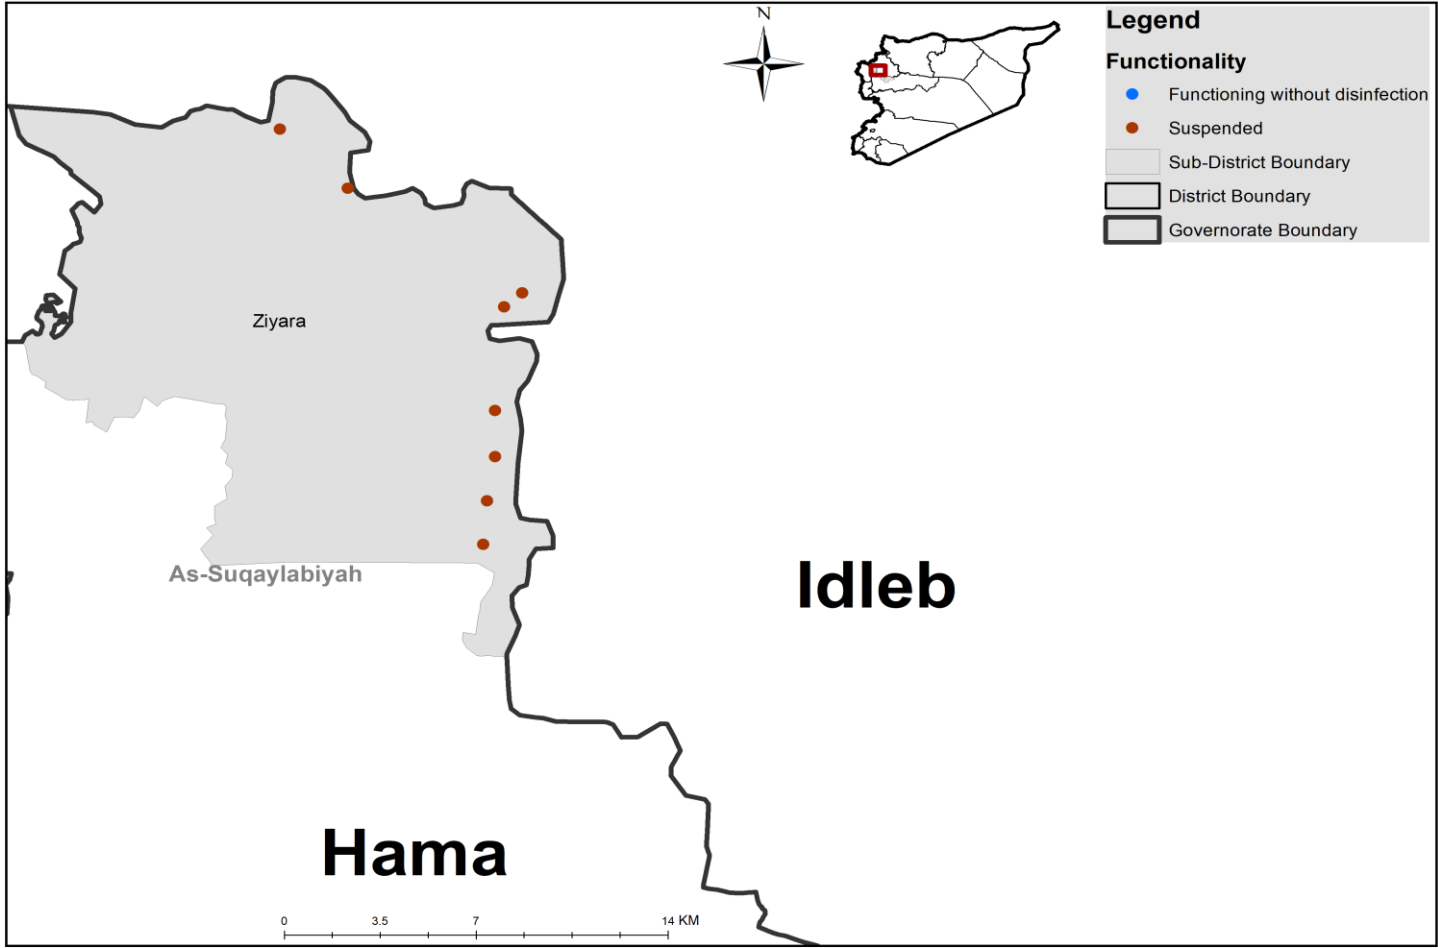 N
Legend
Functionality
Functioning without disinfection
Suspended
Sub-District Boundary
District Boundary
Governorate Boundary
Ziyara
As-Suqaylabiyah
Idleb
Hama
0 3.5 7 14 KM